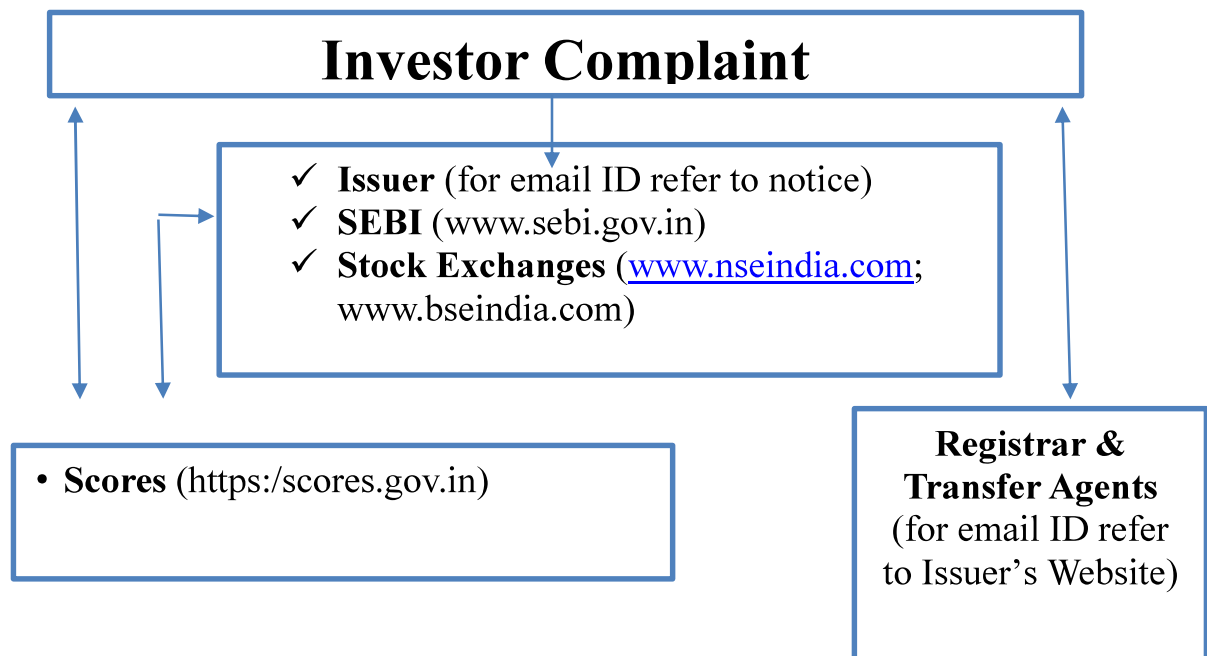 Investor Complaint
✓ Issuer (for email ID refer to notice)
✓ SEBI (www.sebi.gov.in)
✓ Stock Exchanges (www.nseindia.com;
www.bseindia.com)
• Scores (https:/scores.gov.in)
Registrar &
Transfer Agents
(for email ID refer
to Issuer’s Website)